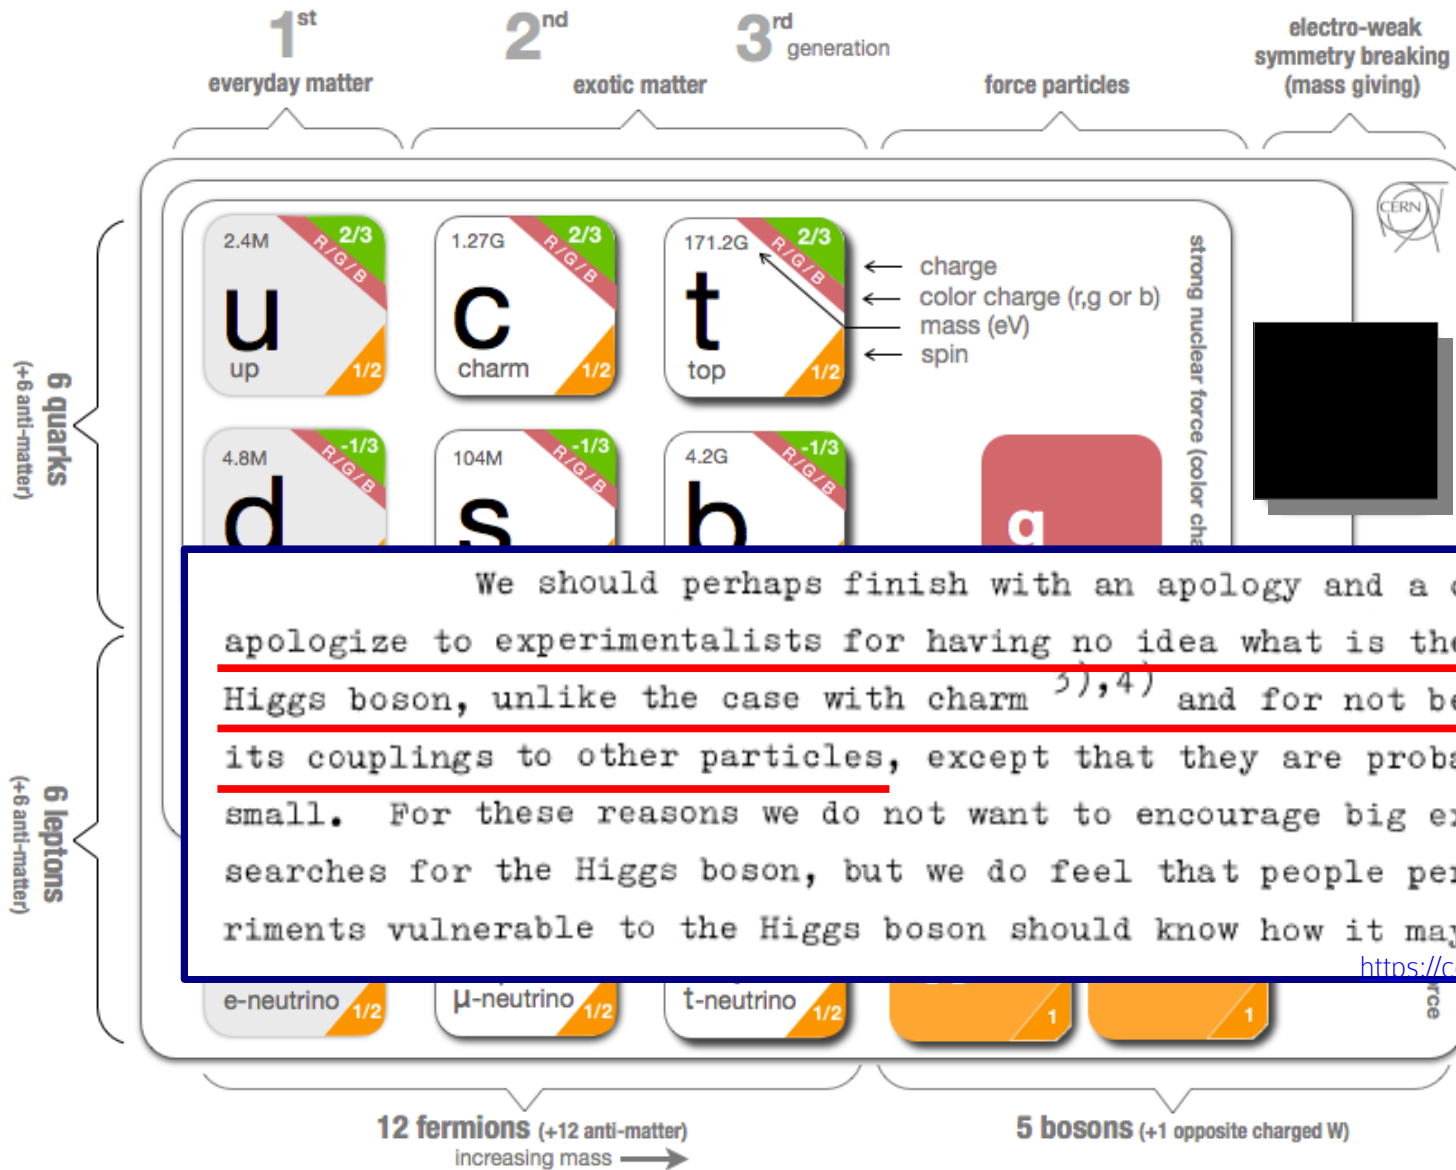 1st
2nd
3rd generation
everyday matter
exotic matter
force particles
electro-weak
symmetry breaking
(mass giving)
CERN
6 quarks
(+6 anti-matter)
2.4M
2/3
R/G/B
u
up
1/2
1.27G
2/3
R/G/B
c
charm
1/2
171.2G
2/3
R/G/B
t
top
1/2
charge
color charge (r,g or b)
mass (eV)
spin
strong nuclear force (color
4.8M
-1/3
R/G/B
d
104M
-1/3
R/G/B
s
4.2G
-1/3
R/G/B
b
g
We should perhaps finish with an apology and a
apologize to experimentalists for having no idea what is
Higgs boson, unlike the case with charm 3),4) and for not
its couplings to other particles, except that they are
small. For these reasons we do not want to encourage big
searches for the Higgs boson, but we do feel that people
riments vulnerable to the Higgs boson should know how it
6 leptons
(+6 anti-matter)
e-neutrino
1/2
μ-neutrino
1/2
t-neutrino
1/2
1
1
12 fermions (+12 anti-matter)
increasing mass
5 bosons (+1 opposite charged W)